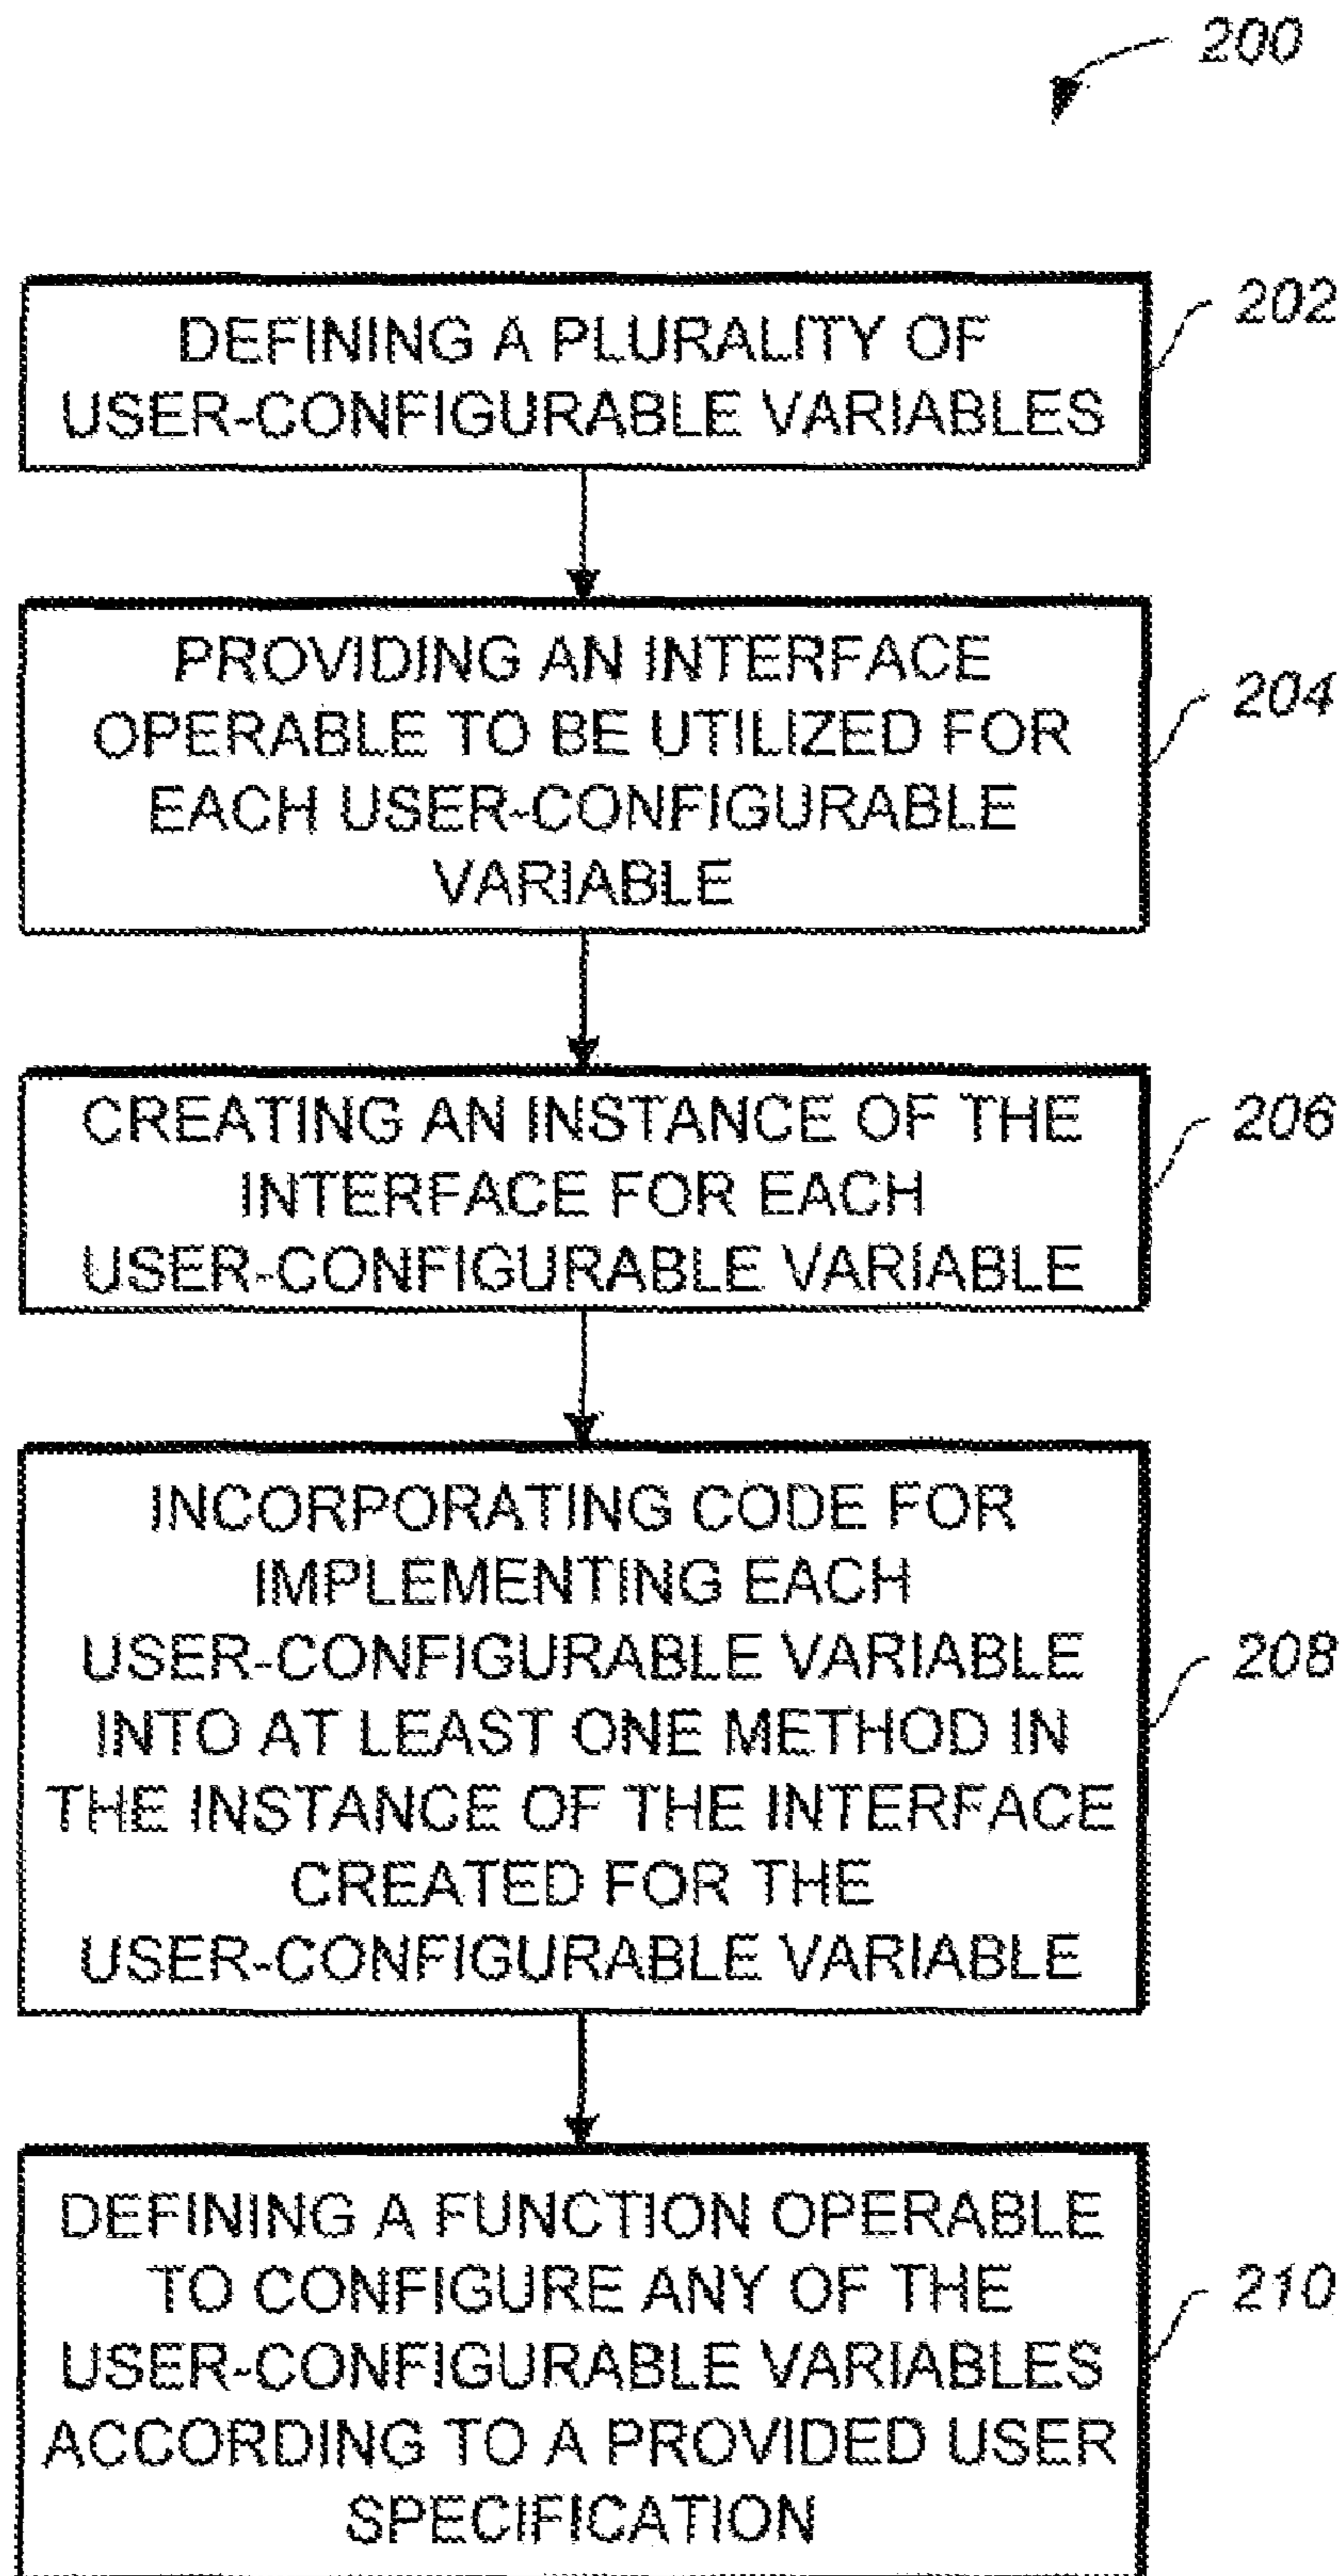 200
DEFINING A PLURALITY OF
USER-CONFIGURABLE VARIABLES
202
PROVIDING AN INTERFACE
OPERABLE TO BE UTILIZED FOR
EACH USER-CONFIGURABLE
VARIABLE
204
CREATING AN INSTANCE OF THE
INTERFACE FOR EACH
USER-CONFIGURABLE VARIABLE
206
INCORPORATING CODE FOR
IMPLEMENTING EACH
USER-CONFIGURABLE VARIABLE
INTO AT LEAST ONE METHOD IN
THE INSTANCE OF THE INTERFACE
CREATED FOR THE
USER-CONFIGURABLE VARIABLE
208
DEFINING A FUNCTION OPERABLE
TO CONFIGURE ANY OF THE
USER-CONFIGURABLE VARIABLES
ACCORDING TO A PROVIDED USER
SPECIFICATION
210